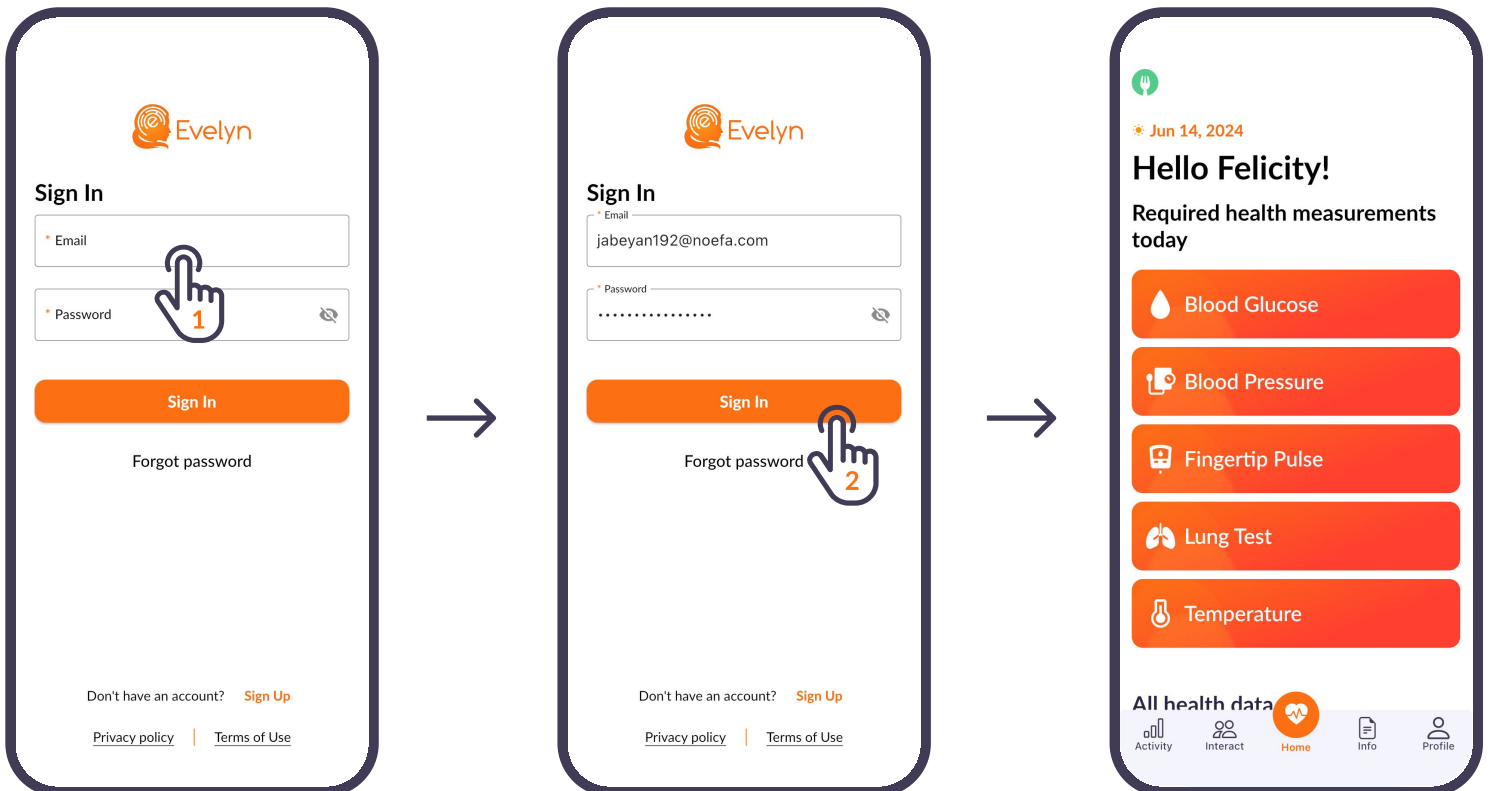 Evelyn
Sign In
* Email
* Password
1
Sign In
Forgot password
Don't have an account? Sign Up
Privacy policy | Terms of Use
Evelyn
Sign In
* Email
jabeyan192@noefa.com
* Password
••••••••••••••••
Sign In
Forgot password
2
Don't have an account? Sign Up
Privacy policy | Terms of Use
Jun 14, 2024
Hello Felicity!
Required health measurements
today
Blood Glucose
Blood Pressure
Fingertip Pulse
Lung Test
Temperature
All health data
Activity Interact Home Info Profile